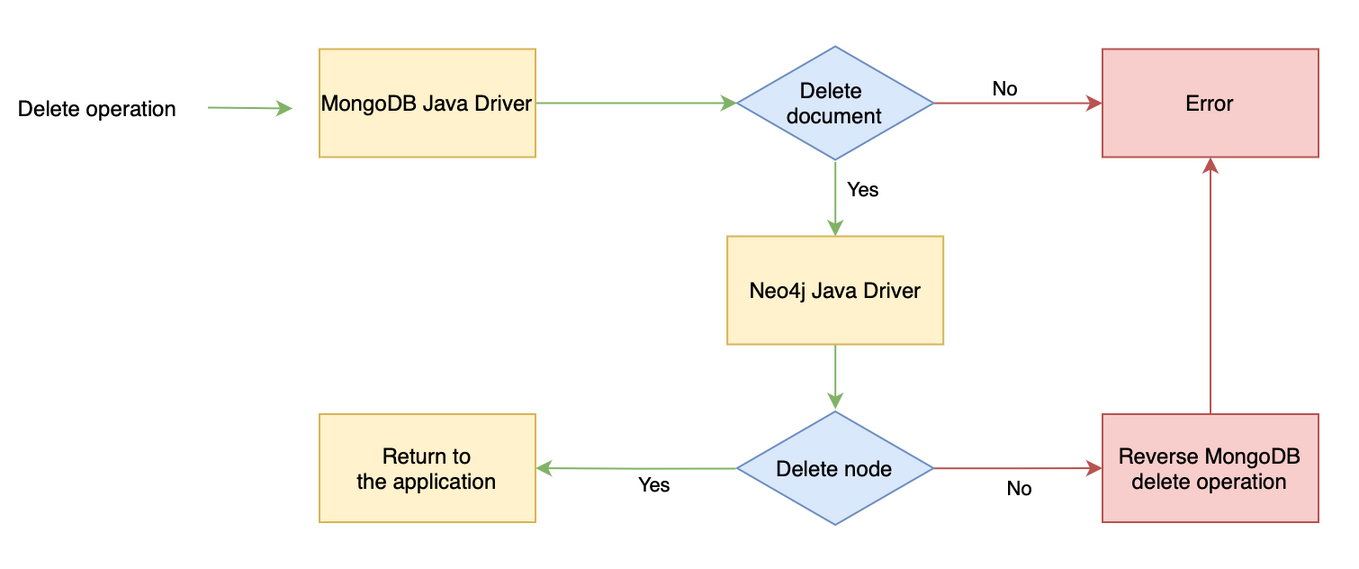 Delete operation
MongoDB Java Driver
Delete
document
No
Error
Yes
Neo4j Java Driver
Return to
the application
Yes
Delete node
No
Reverse MongoDB
delete operation